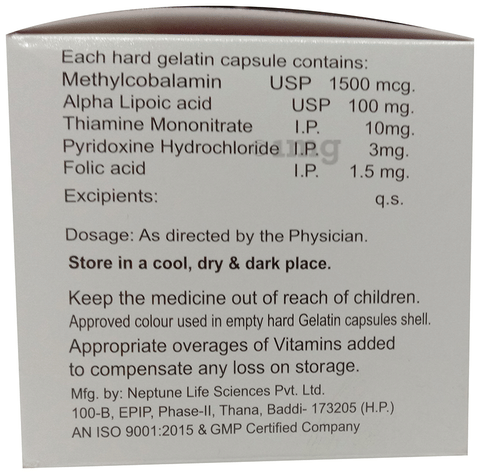 Each hard gelatin capsule contains:
Methylcobalamin USP 1500 mcg.
Alpha Lipoic acid USP 100 mg.
Thiamine Mononitrate I.P. 10mg.
Pyridoxine Hydrochloride I.P. 3mg.
Folic acid I.P. 1.5 mg.
Excipients: q.s.
Dosage: As directed by the Physician.
Store in a cool, dry & dark place.
Keep the medicine out of reach of children.
Approved colour used in empty hard Gelatin capsules shell.
Appropriate overages of Vitamins added
to compensate any loss on storage.
Mfg. by: Neptune Life Sciences Pvt. Ltd.
100-B, EPIP, Phase-II, Thana, Baddi- 173205 (H.P.)
AN ISO 9001:2015 & GMP Certified Company